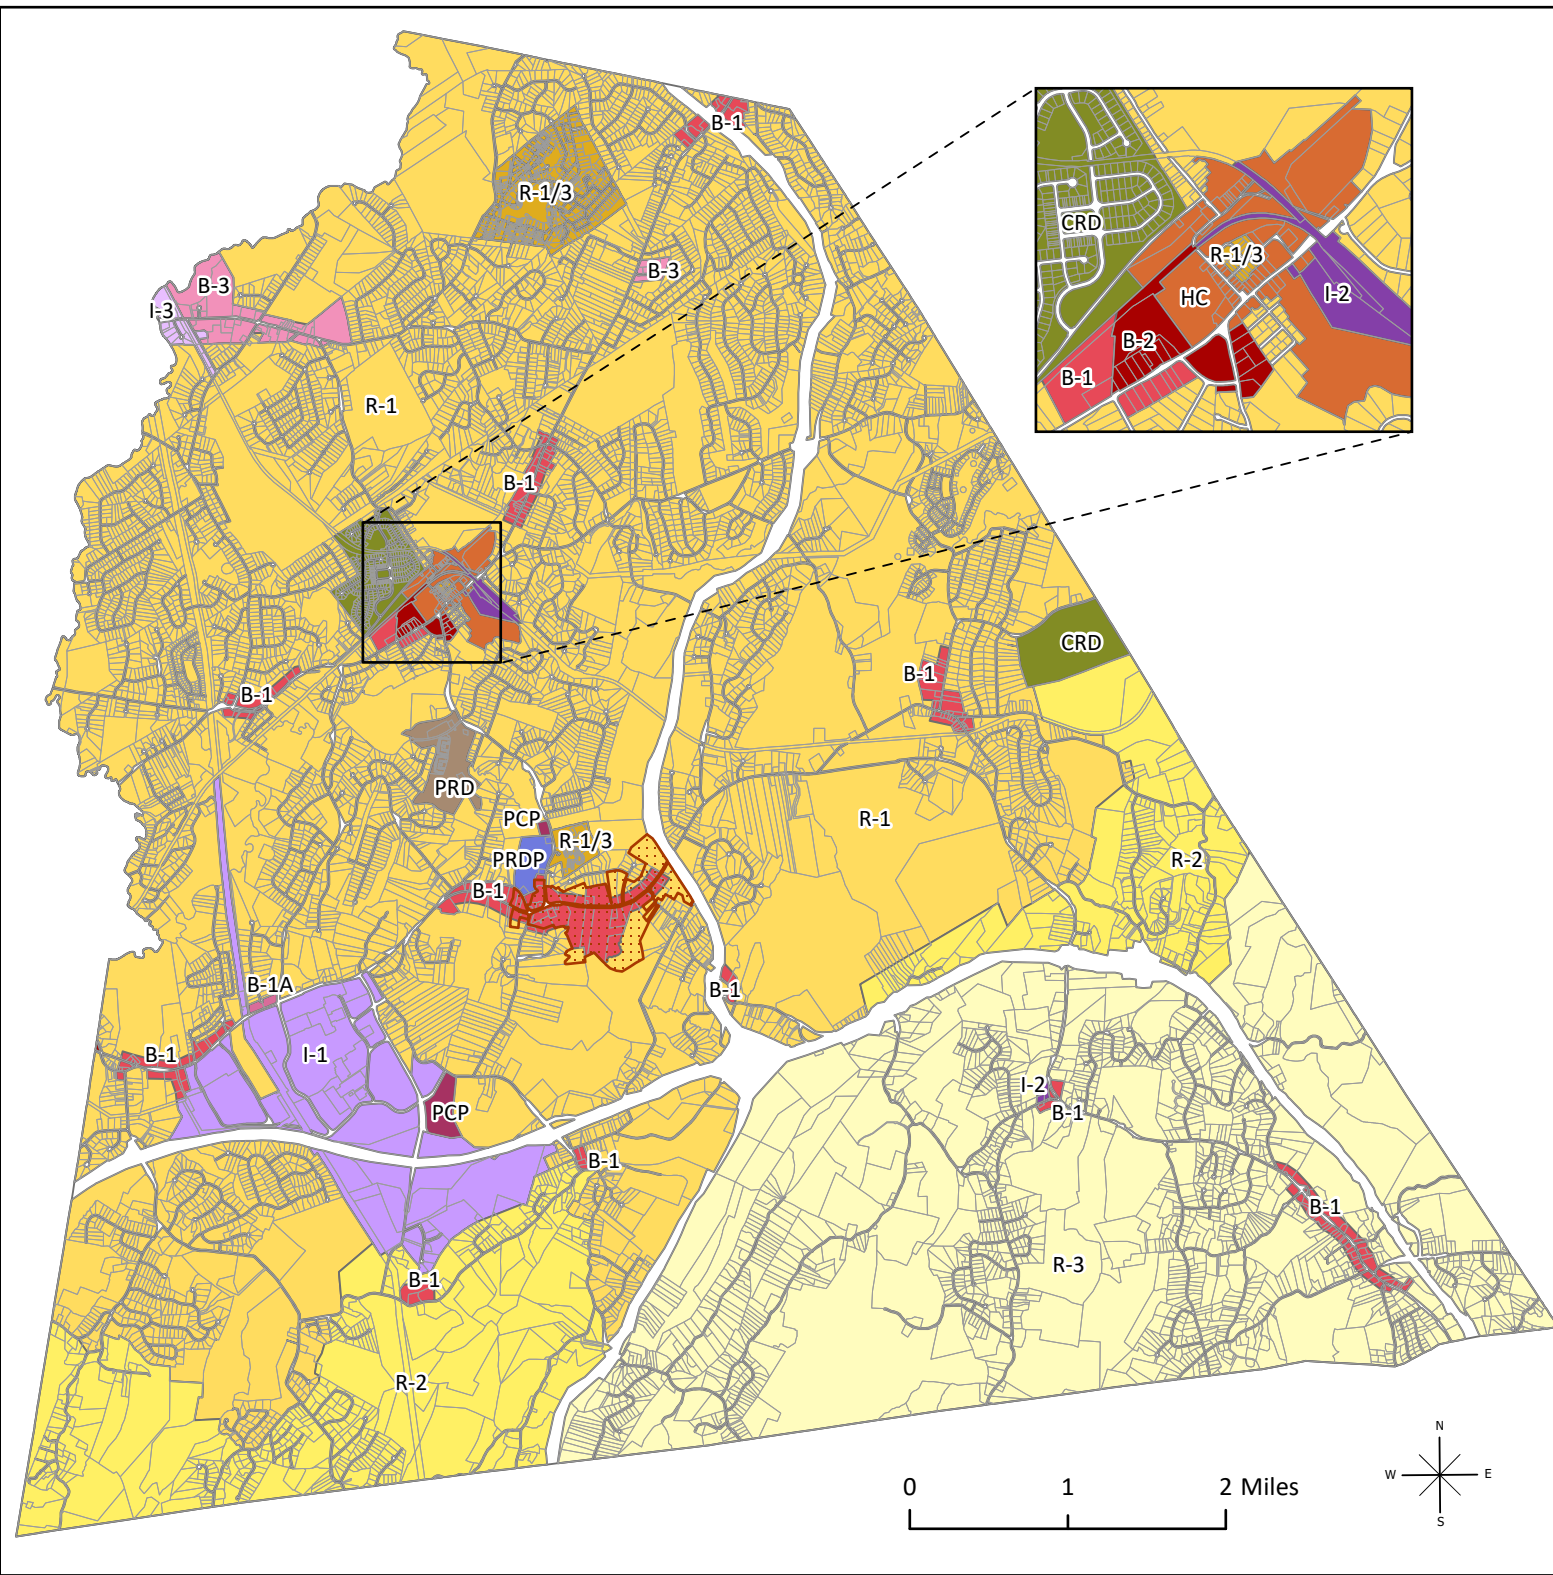 B-1
R-1/3
B-3
B-3
I-3
R-1
B-1
CRD
R-1/3
HC
I-2
B-2
B-1
CRD
B-1
B-1
PRD
PCP
R-1/3
PRDP
B-1
R-1
R-2
B-1A
B-1
B-1
I-1
PCP
I-2
B-1
B-1
B-1
R-3
B-1
R-2
N
W E
S
0 1 2 Miles